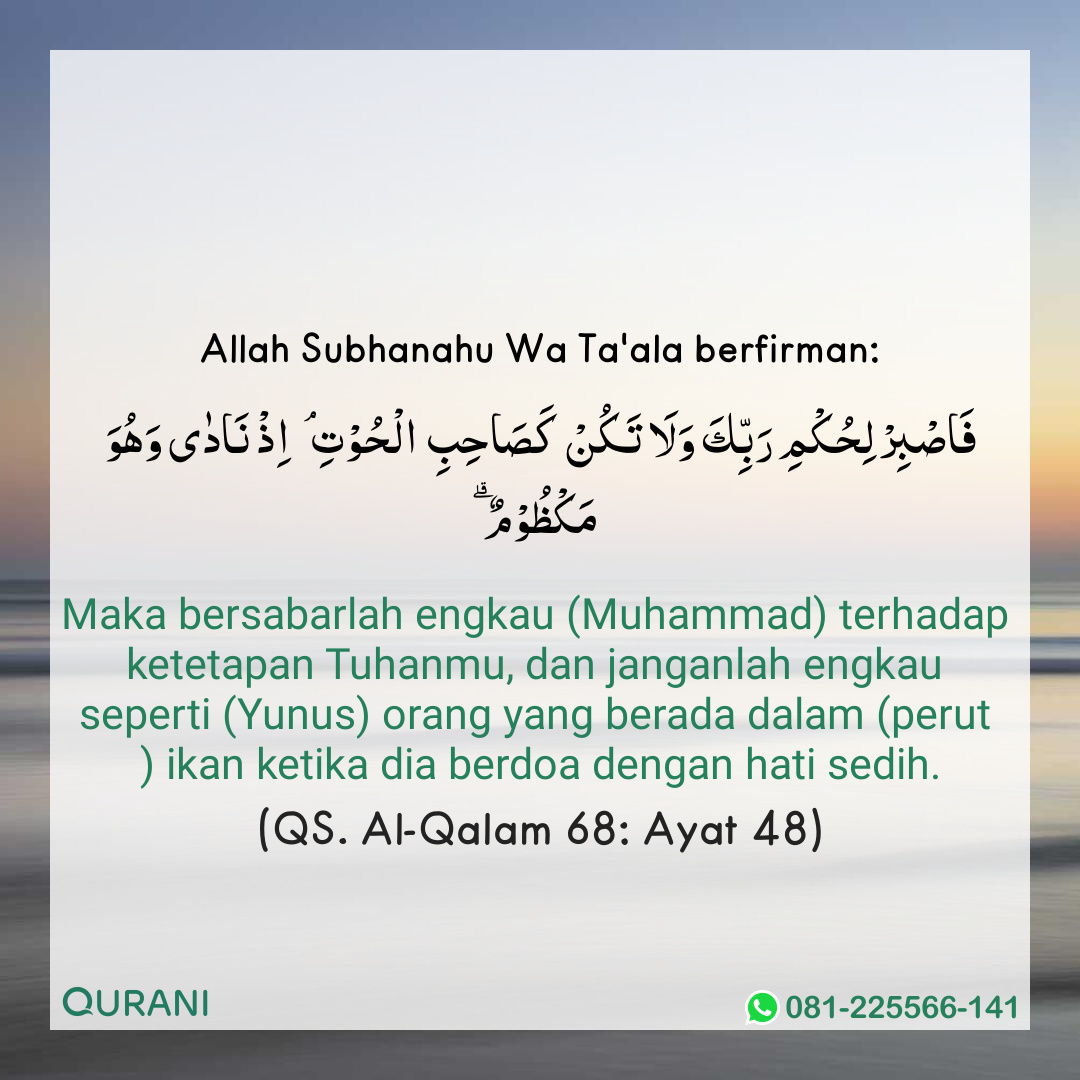 Allah Subhanahu Wa Ta'ala berfirman:
فَاصْبِرْ لِحُكْمِ رَبِّكَ وَلَا تَكُنْ كَصَاحِبِ الْحُوْتِۘ اِذْ نَادٰى وَهُوَ
مَكْظُوْمٌۗ
Maka bersabarlah engkau (Muhammad) terhadap
ketetapan Tuhanmu, dan janganlah engkau
seperti (Yunus) orang yang berada dalam (perut
) ikan ketika dia berdoa dengan hati sedih.
(QS. Al-Qalam 68: Ayat 48)
QURANI
081-225566-141